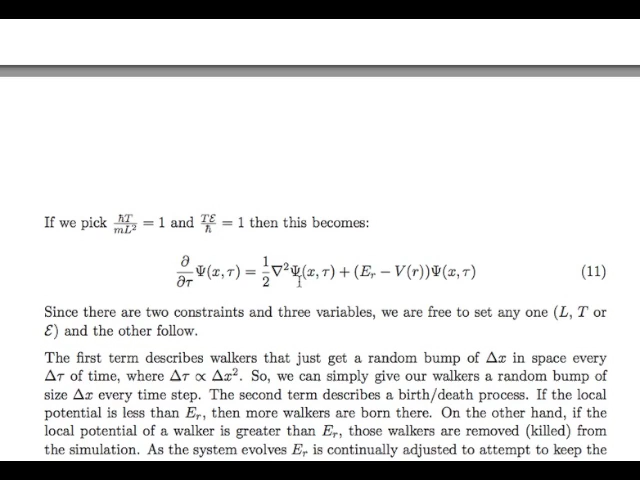 If we pick ħT/mL² = 1 and Tℰ/ħ = 1 then this becomes:
∂/∂τ Ψ(x, τ) = 1/2 ∇²Ψ(x, τ) + (E_r − V(r))Ψ(x, τ) (11)
Since there are two constraints and three variables, we are free to set any one (L, T or
ℰ) and the other follow.
The first term describes walkers that just get a random bump of Δx in space every
Δτ of time, where Δτ ∝ Δx². So, we can simply give our walkers a random bump of
size Δx every time step. The second term describes a birth/death process. If the local
potential is less than E_r, then more walkers are born there. On the other hand, if the
local potential of a walker is greater than E_r, those walkers are removed (killed) from
the simulation. As the system evolves E_r is continually adjusted to attempt to keep the